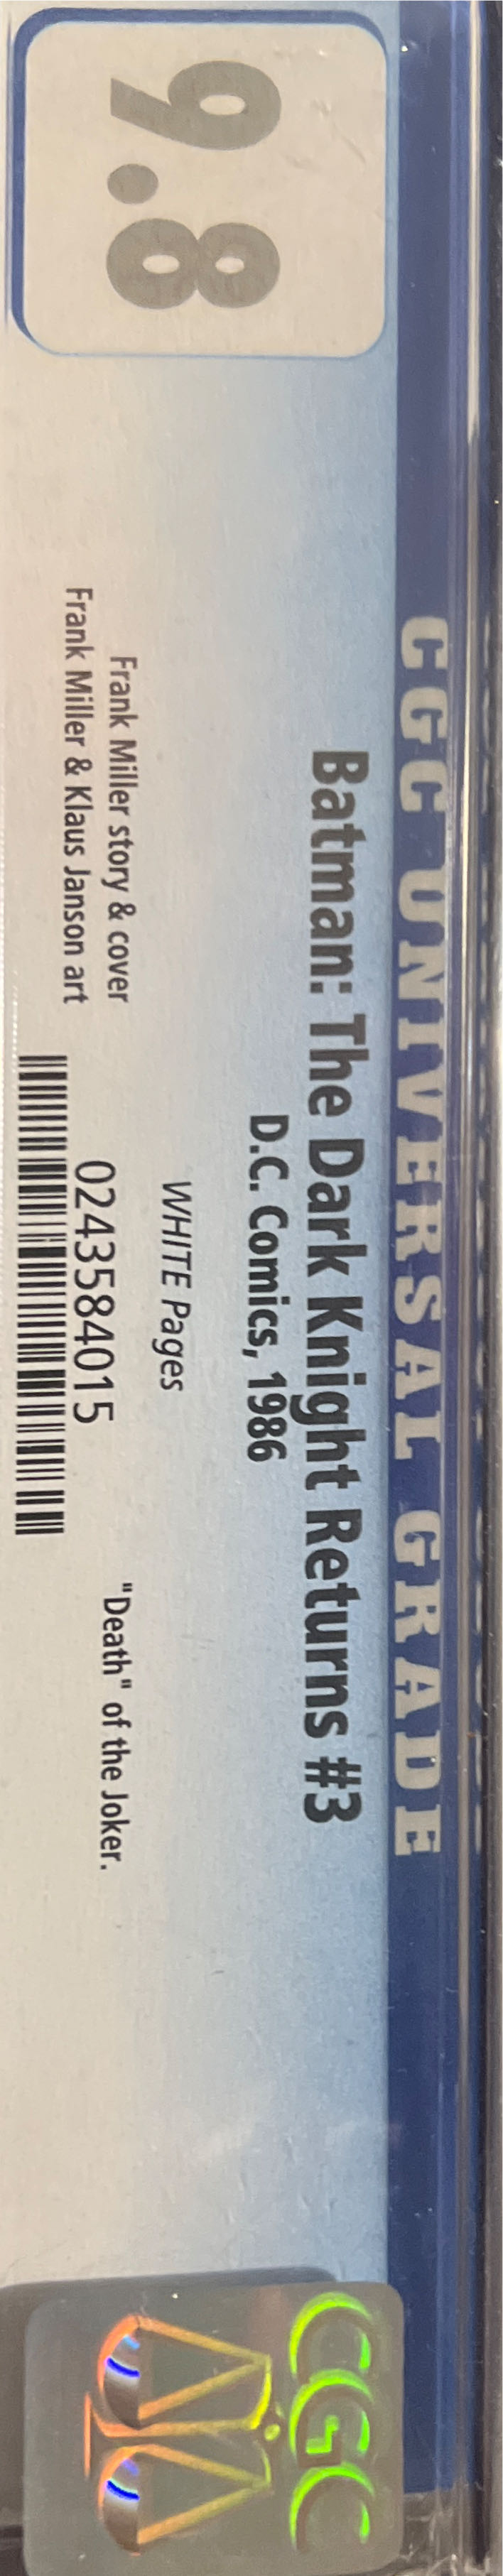 CGC UNIVERSAL GRADE
9.8
Batman: The Dark Knight Returns #3
D.C. Comics, 1986
WHITE Pages
Frank Miller story & cover
Frank Miller & Klaus Janson art
"Death" of the Joker.
0243584015
CGC